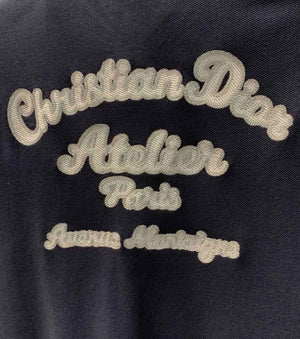 Christian Dior
Atelier
Paris
Avenue Montaigne